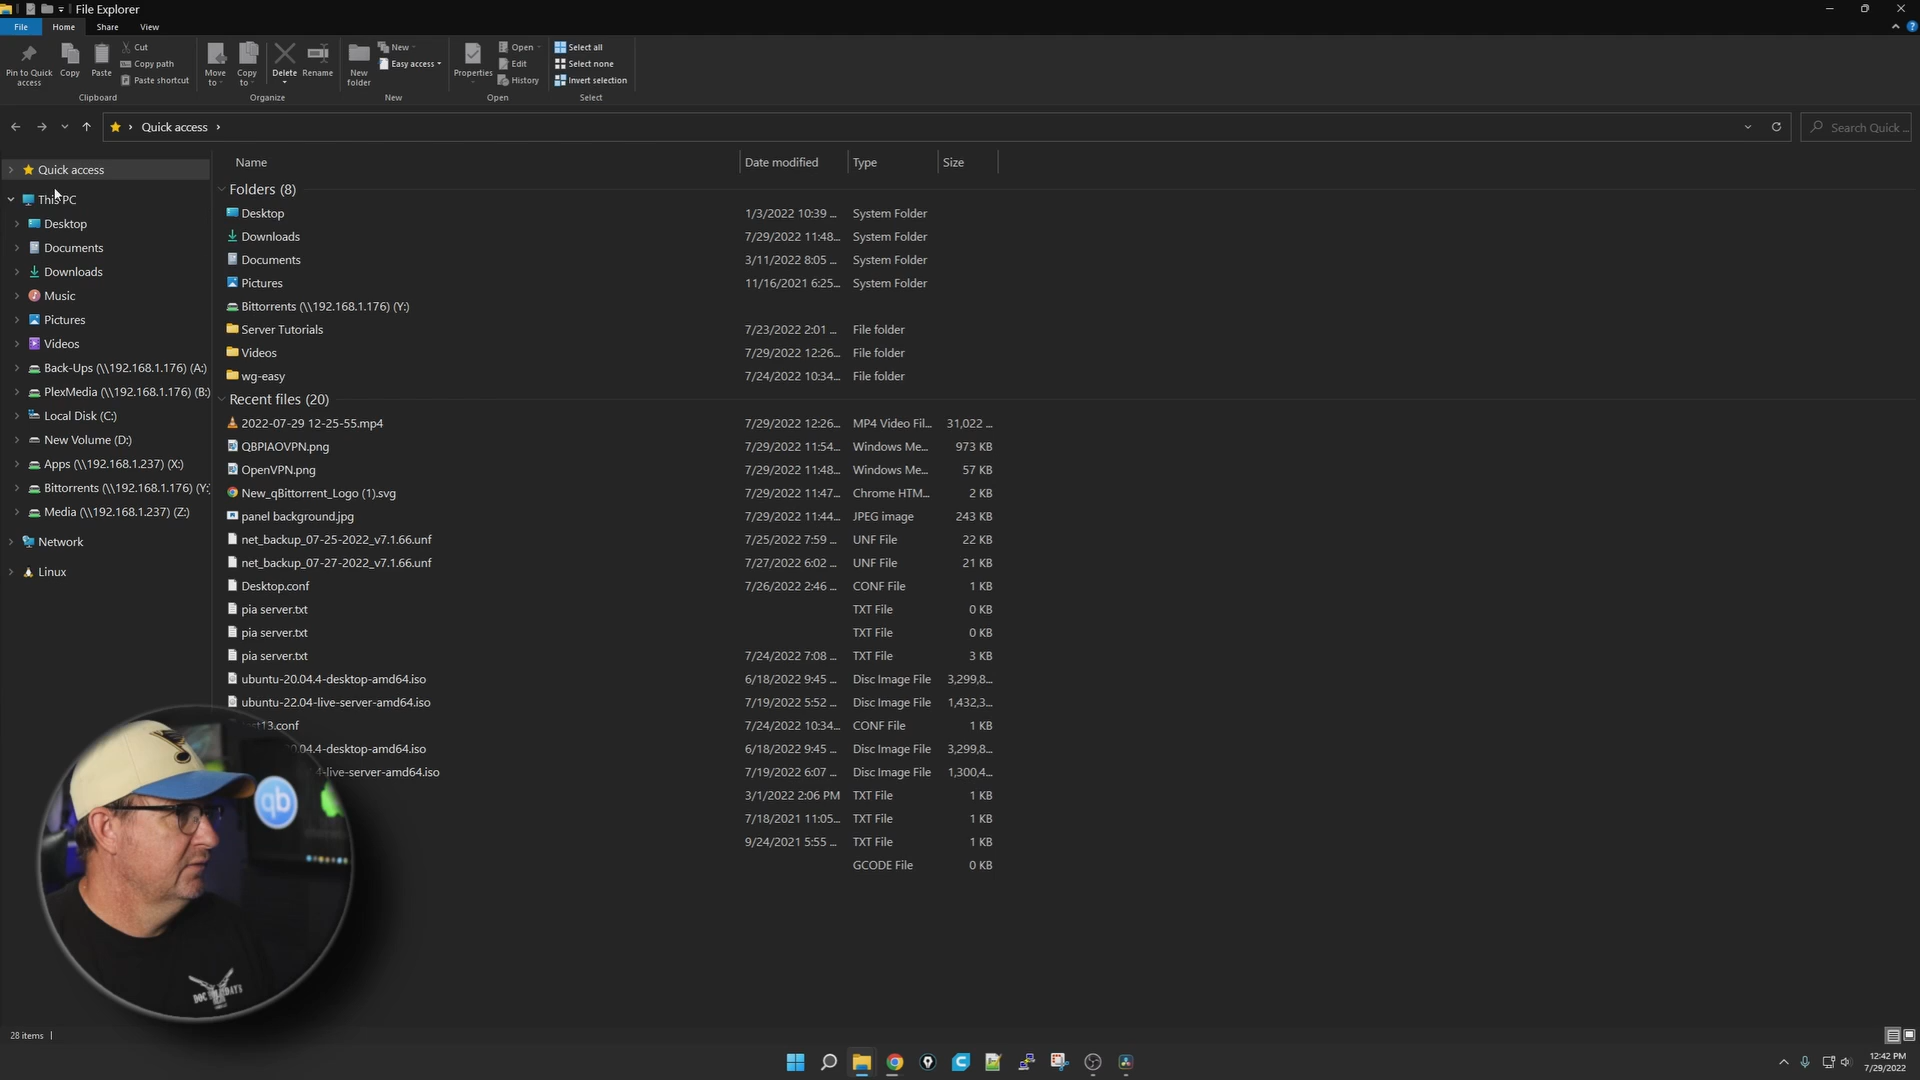 File Explorer
File Home Share View
Pin to Quick access
Copy
Paste
Cut
Copy path
Paste shortcut
Clipboard
Move to
Copy to
Delete
Rename
Organize
New folder
New
Easy access
New
Properties
Open
Edit
History
Open
Select all
Select none
Invert selection
Select
Quick access
Search Quick ...
Quick access
This PC
Desktop
Documents
Downloads
Music
Pictures
Videos
Back-Ups (\\192.168.1.176) (A:)
PlexMedia (\\192.168.1.176) (B:)
Local Disk (C:)
New Volume (D:)
Apps (\\192.168.1.237) (X:)
Bittorrents (\\192.168.1.176) (Y:
Media (\\192.168.1.237) (Z:)
Network
Linux
Name Date modified Type Size
Folders (8)
Desktop 1/3/2022 10:39 ... System Folder
Downloads 7/29/2022 11:48... System Folder
Documents 3/11/2022 8:05 ... System Folder
Pictures 11/16/2021 6:25... System Folder
Bittorrents (\\192.168.1.176) (Y:)
Server Tutorials 7/23/2022 2:01 ... File folder
Videos 7/29/2022 12:26... File folder
wg-easy 7/24/2022 10:34... File folder
Recent files (20)
2022-07-29 12-25-55.mp4 7/29/2022 12:26... MP4 Video Fil... 31,022 ...
QBPIAOVPN.png 7/29/2022 11:54... Windows Me... 973 KB
OpenVPN.png 7/29/2022 11:48... Windows Me... 57 KB
New_qBittorrent_Logo (1).svg 7/29/2022 11:47... Chrome HTM... 2 KB
panel background.jpg 7/29/2022 11:44... JPEG image 243 KB
net_backup_07-25-2022_v7.1.66.unf 7/25/2022 7:59 ... UNF File 22 KB
net_backup_07-27-2022_v7.1.66.unf 7/27/2022 6:02 ... UNF File 21 KB
Desktop.conf 7/26/2022 2:46 ... CONF File 1 KB
pia server.txt TXT File 0 KB
pia server.txt TXT File 0 KB
pia server.txt 7/24/2022 7:08 ... TXT File 3 KB
ubuntu-20.04.4-desktop-amd64.iso 6/18/2022 9:45 ... Disc Image File 3,299,8...
ubuntu-22.04-live-server-amd64.iso 7/19/2022 5:52 ... Disc Image File 1,432,3...
t13.conf 7/24/2022 10:34... CONF File 1 KB
0.04.4-desktop-amd64.iso 6/18/2022 9:45 ... Disc Image File 3,299,8...
-live-server-amd64.iso 7/19/2022 6:07 ... Disc Image File 1,300,4...
3/1/2022 2:06 PM TXT File 1 KB
7/18/2021 11:05... TXT File 1 KB
9/24/2021 5:55 ... TXT File 1 KB
GCODE File 0 KB
qb
28 items
12:42 PM
7/29/2022